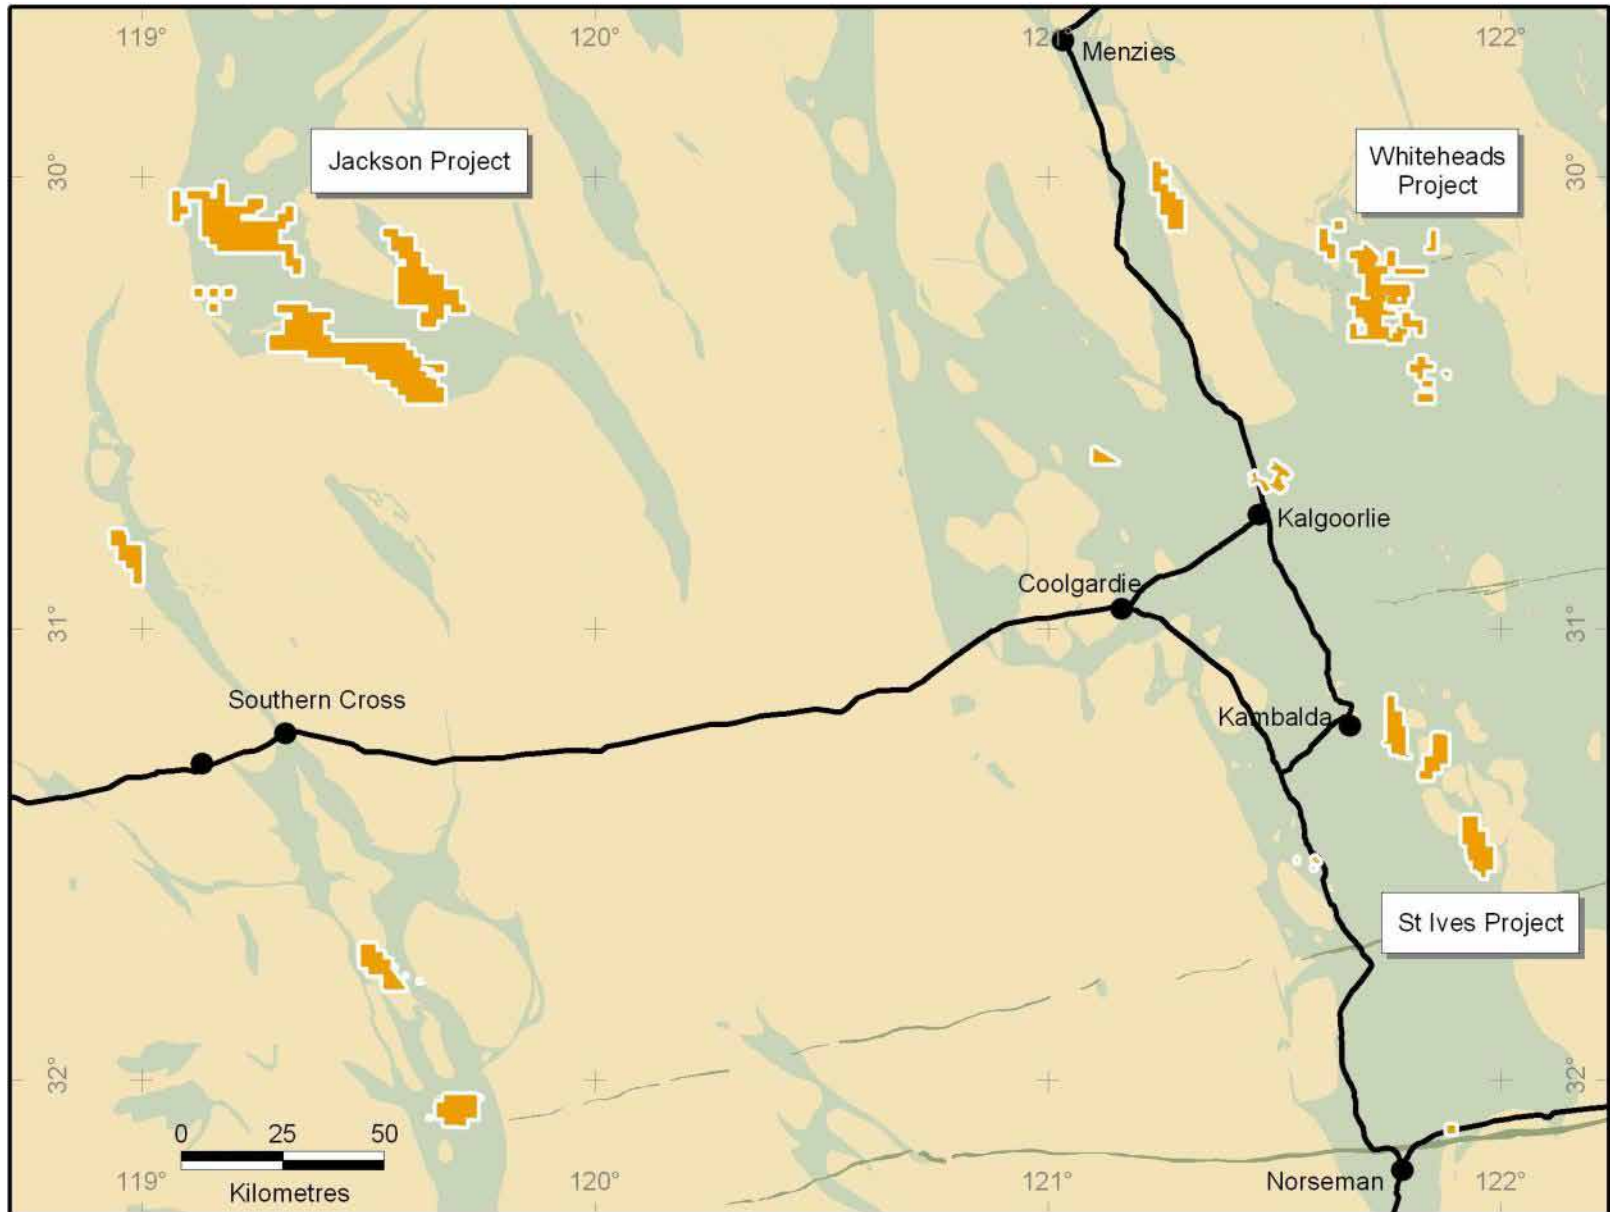 119°
120°
121°
122°
Menzies
Jackson Project
Whiteheads
Project
30°
30°
Kalgoorlie
Coolgardie
31°
31°
Southern Cross
Kambalda
St Ives Project
32°
32°
0 25 50
Kilometres
119°
120°
121°
Norseman
122°